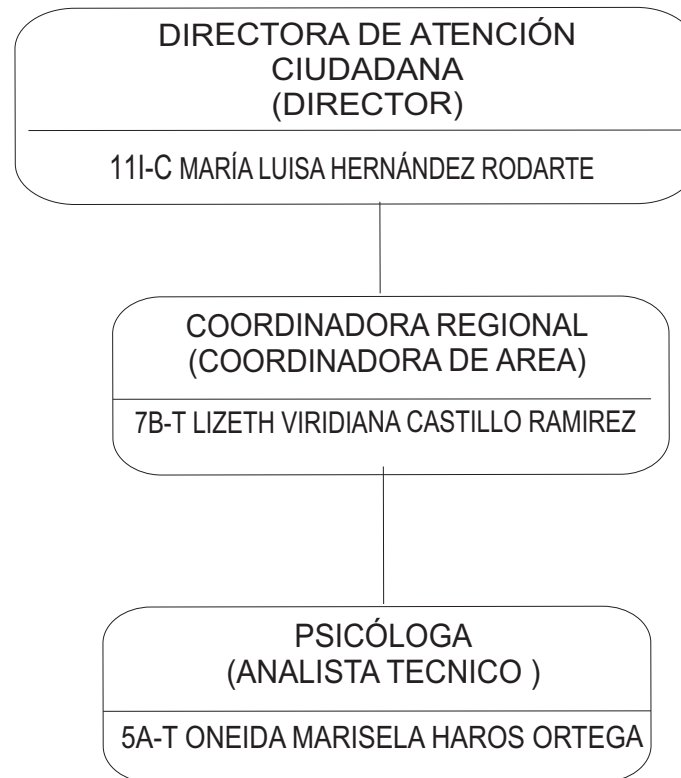 DIRECTORA DE ATENCIÓN
CIUDADANA
(DIRECTOR)
11I-C MARÍA LUISA HERNÁNDEZ RODARTE
COORDINADORA REGIONAL
(COORDINADORA DE AREA)
7B-T LIZETH VIRIDIANA CASTILLO RAMIREZ
PSICÓLOGA
(ANALISTA TECNICO )
5A-T ONEIDA MARISELA HAROS ORTEGA